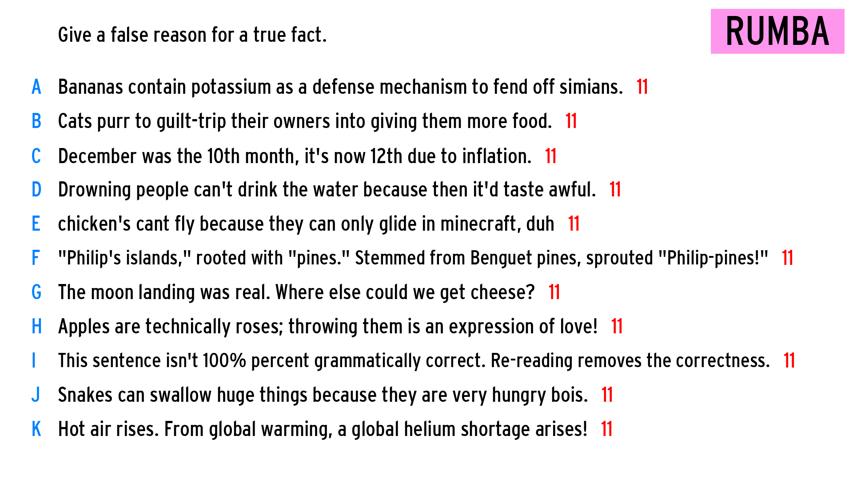 Give a false reason for a true fact.
RUMBA
A Bananas contain potassium as a defense mechanism to fend off simians. 11
B Cats purr to guilt-trip their owners into giving them more food. 11
C December was the 10th month, it's now 12th due to inflation. 11
D Drowning people can't drink the water because then it'd taste awful. 11
E chicken's cant fly because they can only glide in minecraft, duh 11
F "Philip's islands," rooted with "pines." Stemmed from Benguet pines, sprouted "Philip-pines!" 11
G The moon landing was real. Where else could we get cheese? 11
H Apples are technically roses; throwing them is an expression of love! 11
I This sentence isn't 100% percent grammatically correct. Re-reading removes the correctness. 11
J Snakes can swallow huge things because they are very hungry bois. 11
K Hot air rises. From global warming, a global helium shortage arises! 11